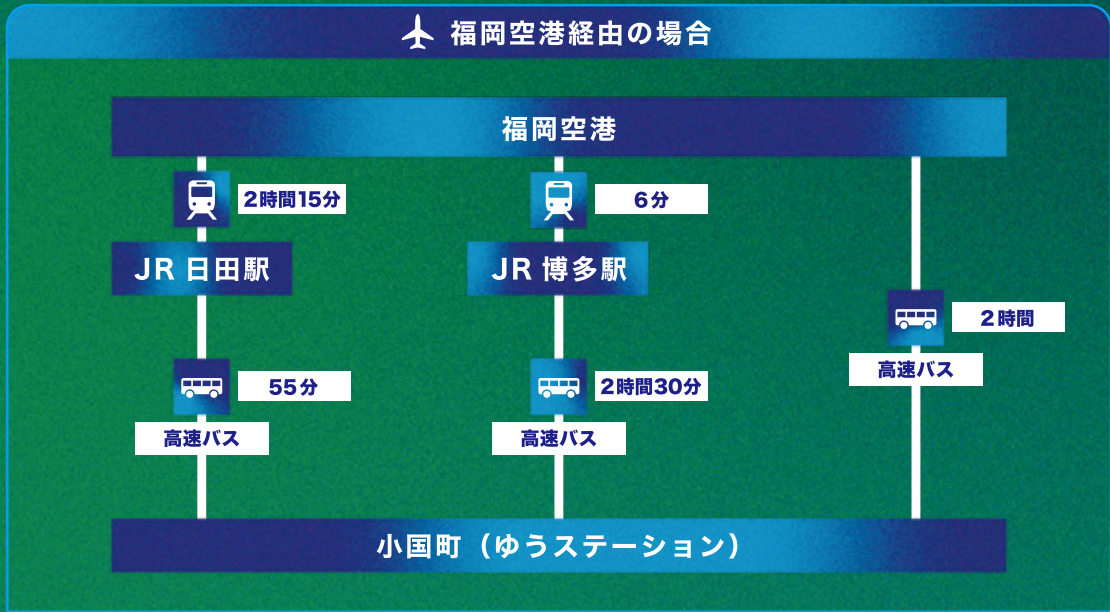 福岡空港経由の場合
福岡空港
2時間15分
6分
JR 日田駅
JR 博多駅
2時間
高速バス
55分
2時間30分
高速バス
高速バス
小国町（ゆうステーション）